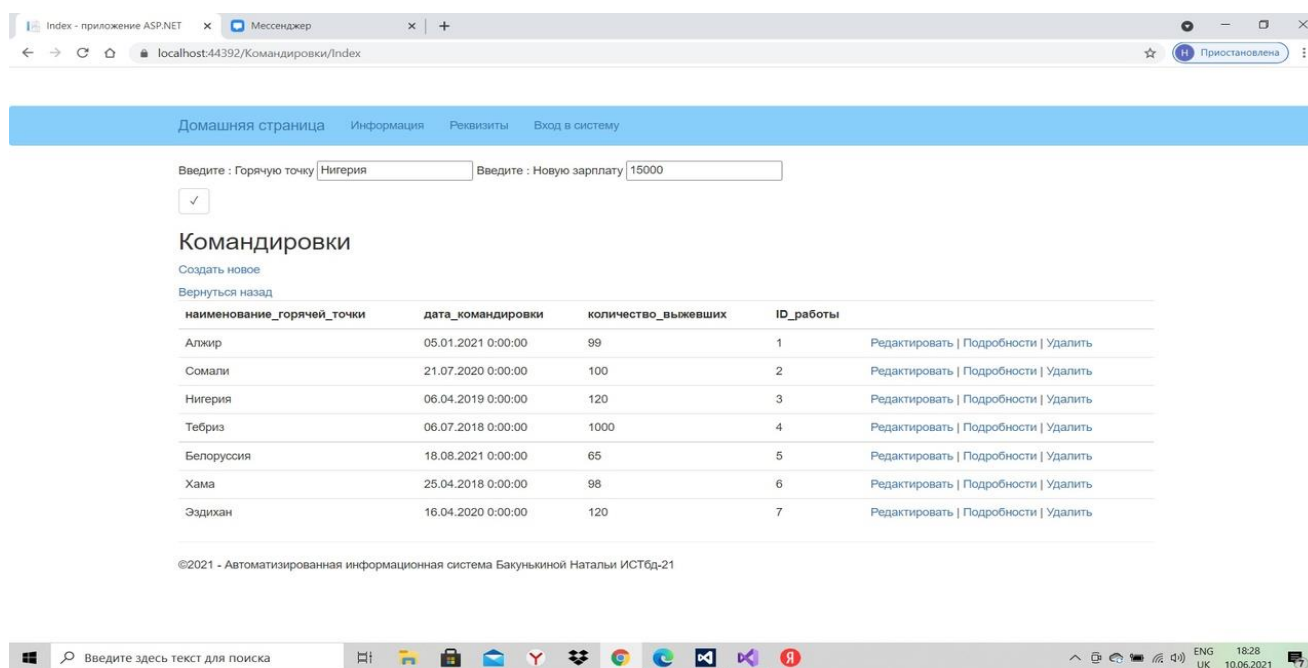 Index - приложение ASP.NET
Мессенджер
localhost:44392/Командировки/Index
Н Приостановлена
Домашняя страница Информация Реквизиты Вход в систему
Введите : Горячую точку Нигерия Введите : Новую зарплату 15000
Командировки
Создать новое
Вернуться назад
наименование_горячей_точки дата_командировки количество_выжевших ID_работы
Алжир 05.01.2021 0:00:00 99 1 Редактировать | Подробности | Удалить
Сомали 21.07.2020 0:00:00 100 2 Редактировать | Подробности | Удалить
Нигерия 06.04.2019 0:00:00 120 3 Редактировать | Подробности | Удалить
Тебриз 06.07.2018 0:00:00 1000 4 Редактировать | Подробности | Удалить
Белоруссия 18.08.2021 0:00:00 65 5 Редактировать | Подробности | Удалить
Хама 25.04.2018 0:00:00 98 6 Редактировать | Подробности | Удалить
Эздихан 16.04.2020 0:00:00 120 7 Редактировать | Подробности | Удалить
©2021 - Автоматизированная информационная система Бакунькиной Натальи ИСТбд-21
Введите здесь текст для поиска
ENG 18:28
UK 10.06.2021